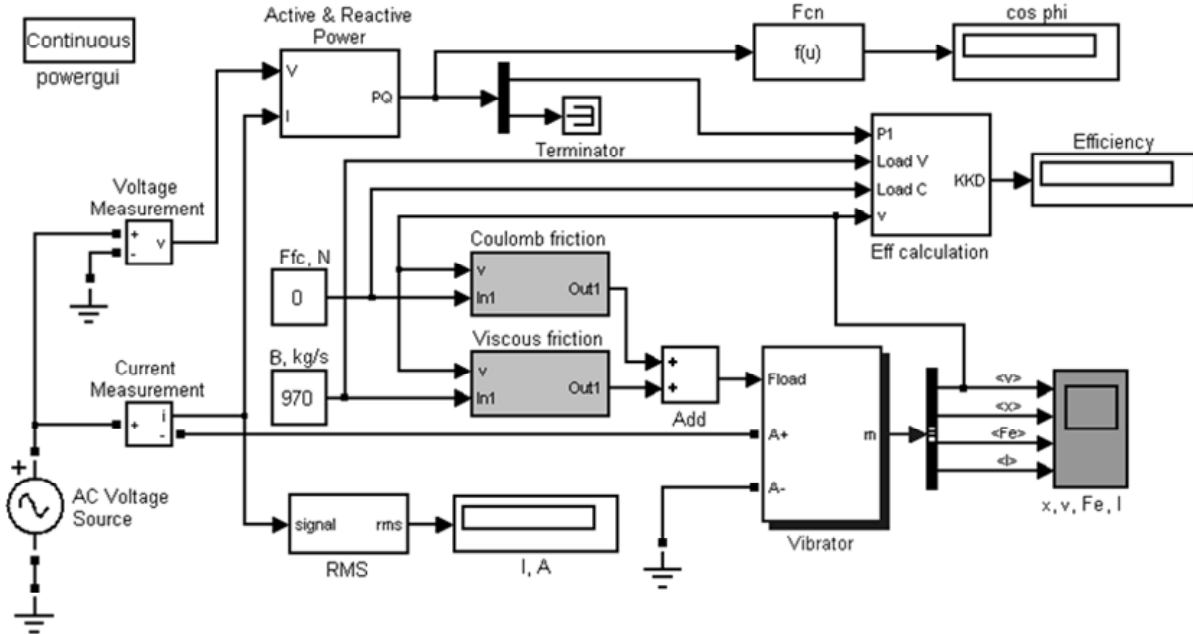 Continuous
powergui
Active & Reactive
Power
V
I
PQ
Fcn
f(u)
cos phi
Terminator
P1
Load V
Load C
v
KKD
Eff calculation
Efficiency
Voltage
Measurement
+
-
v
Ffc, N
0
Coulomb friction
v
In1
Out1
B, kg/s
970
Viscous friction
v
In1
Out1
+
+
Add
Current
Measurement
+
i
-
Fload
A+
A-
m
Vibrator
<v>
<x>
<Fe>
<I>
x, v, Fe, I
+
AC Voltage
Source
signal
rms
RMS
I, A